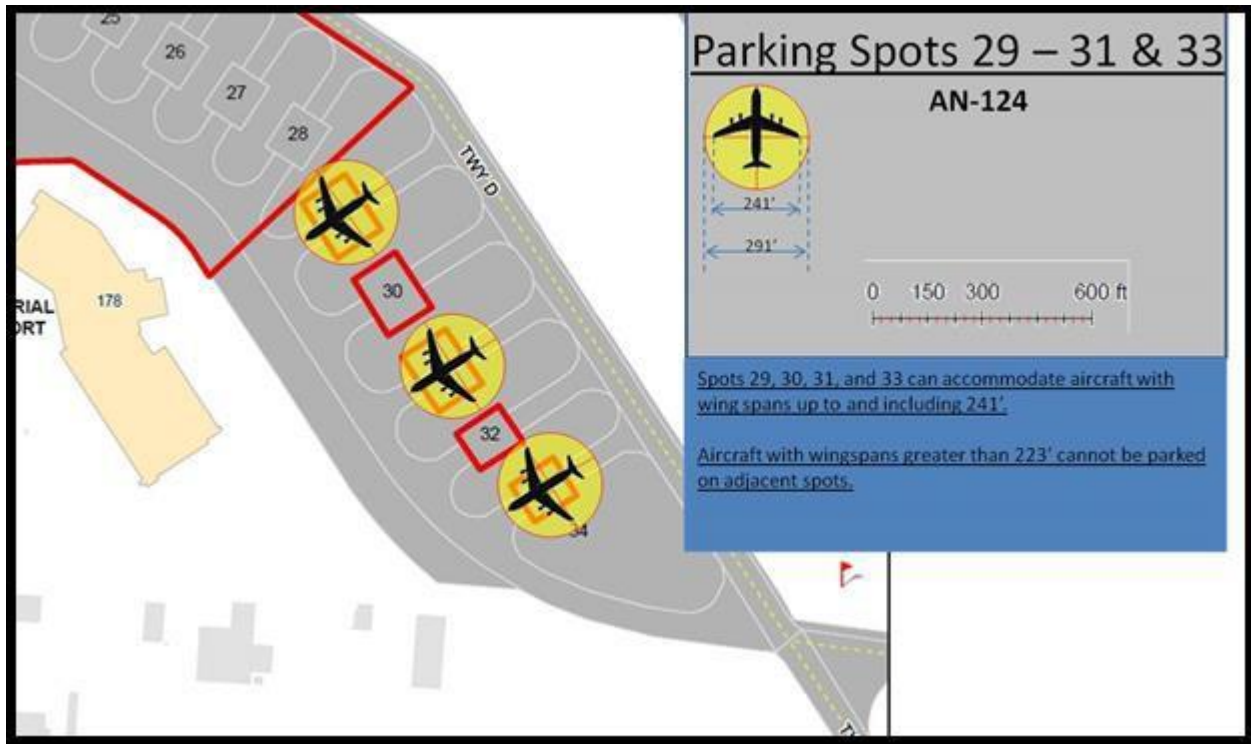 Parking Spots 29 – 31 & 33
AN-124
241'
291'
0 150 300 600 ft
Spots 29, 30, 31, and 33 can accommodate aircraft with
wing spans up to and including 241'.
Aircraft with wingspans greater than 223' cannot be parked
on adjacent spots.
25
26
27
28
TWY D
30
178
RIAL
ORT
32
34